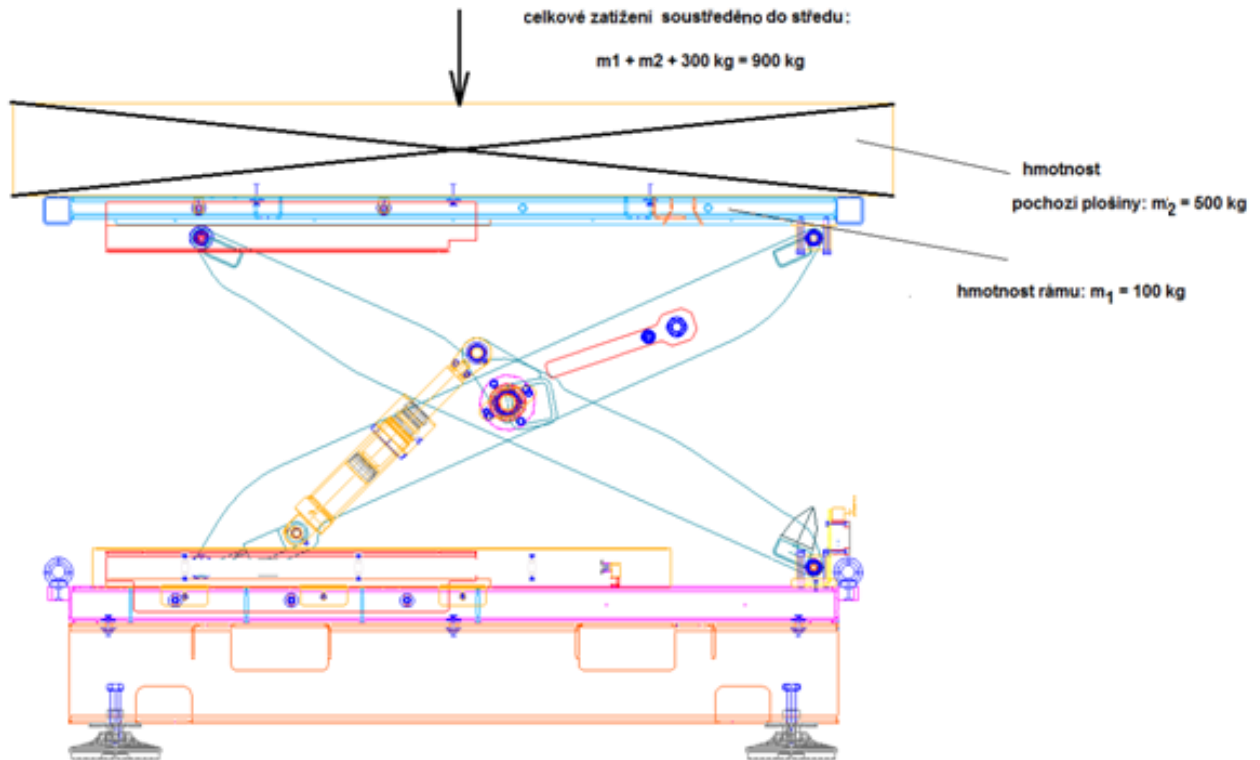 celkové zatížení soustředěno do středu:
m1 + m2 + 300 kg = 900 kg
hmotnost
pochozí plošiny: m2 = 500 kg
hmotnost rámu: m1 = 100 kg